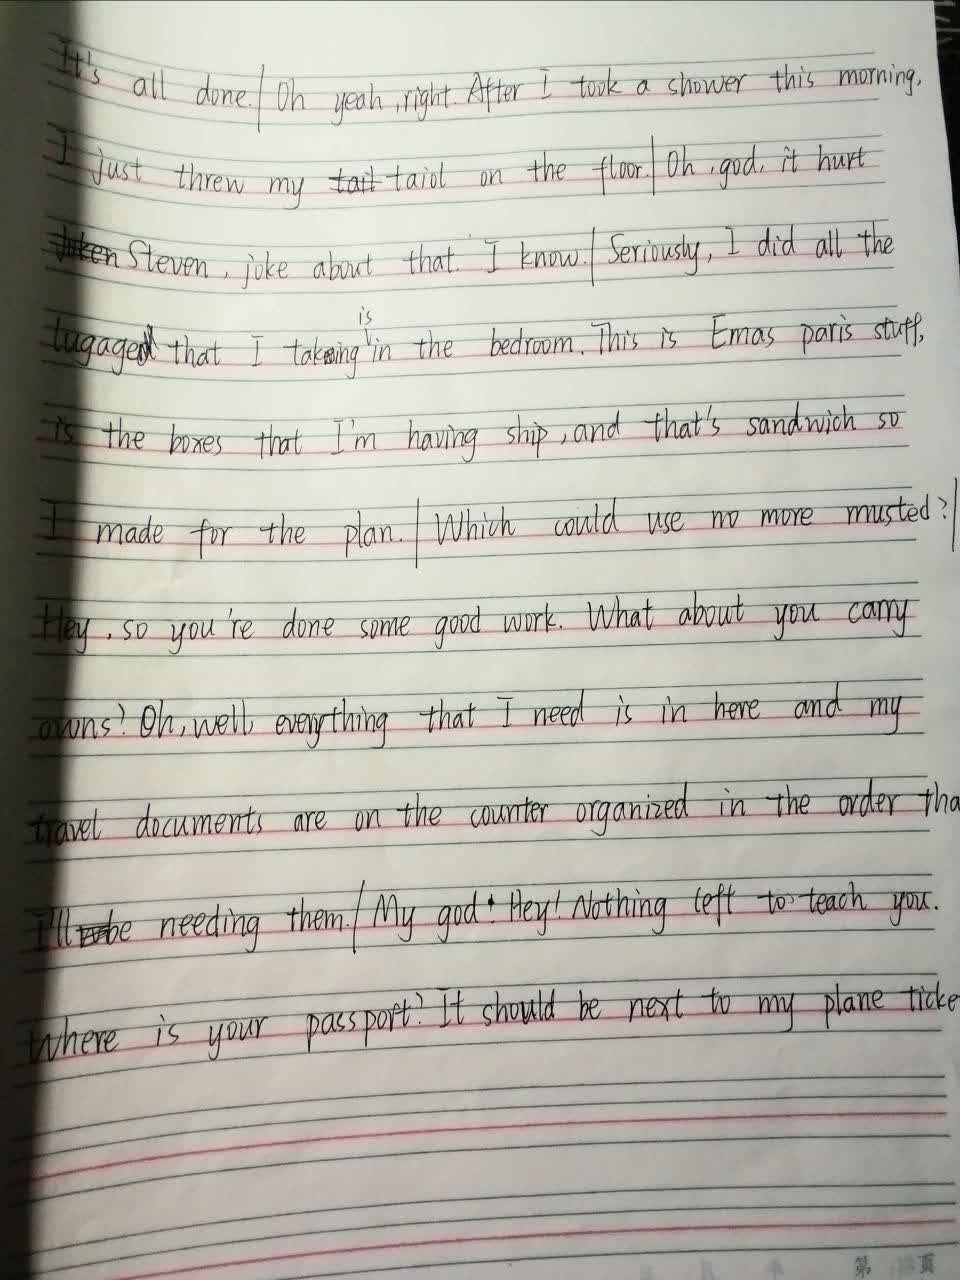 It's all done. | Oh yeah, right. After I took a shower this morning,
I just threw my taiol on the floor. | Oh, god, it hurt
Steven, joke about that. I know. | Seriously, I did all the
lugaged that I takeing is in the bedroom. This is Emas paris stuff,
is the boxes that I'm having ship, and that's sandwich so
I made for the plan. | Which could use no more musted? |
Hey, so you're done some good work. What about you carry
owns? Oh, well, everything that I need is in here and my
travel documents are on the counter organized in the order tha
I'll be needing them. | My god! Hey! Nothing left to teach you.
Where is your passport? It should be next to my plane ticke
第 页